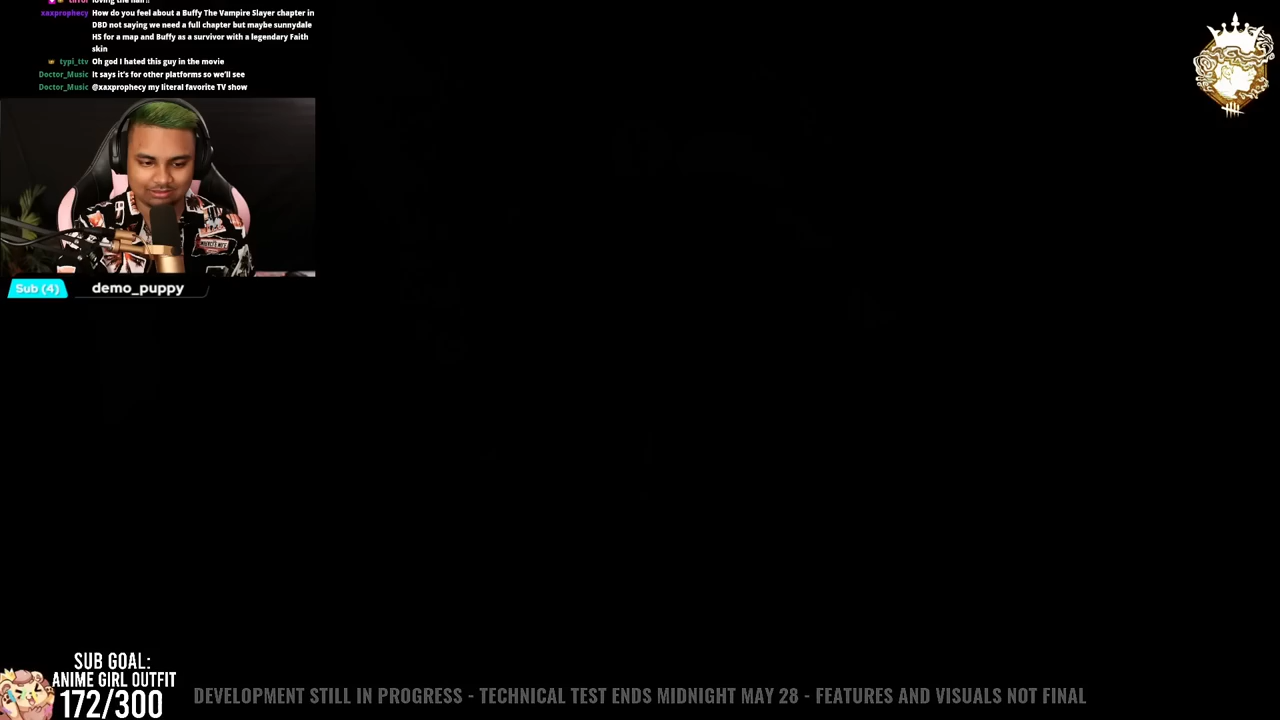 loving the hair!!
xaxprophecy How do you feel about a Buffy The Vampire Slayer chapter in
DBD not saying we need a full chapter but maybe sunnydale
HS for a map and Buffy as a survivor with a legendary Faith
skin
typi_ttv Oh god I hated this guy in the movie
Doctor_Music It says it's for other platforms so we'll see
Doctor_Music @xaxprophecy my literal favorite TV show
Sub (4) demo_puppy
SUB GOAL:
ANIME GIRL OUTFIT
172/300
DEVELOPMENT STILL IN PROGRESS - TECHNICAL TEST ENDS MIDNIGHT MAY 28 - FEATURES AND VISUALS NOT FINAL